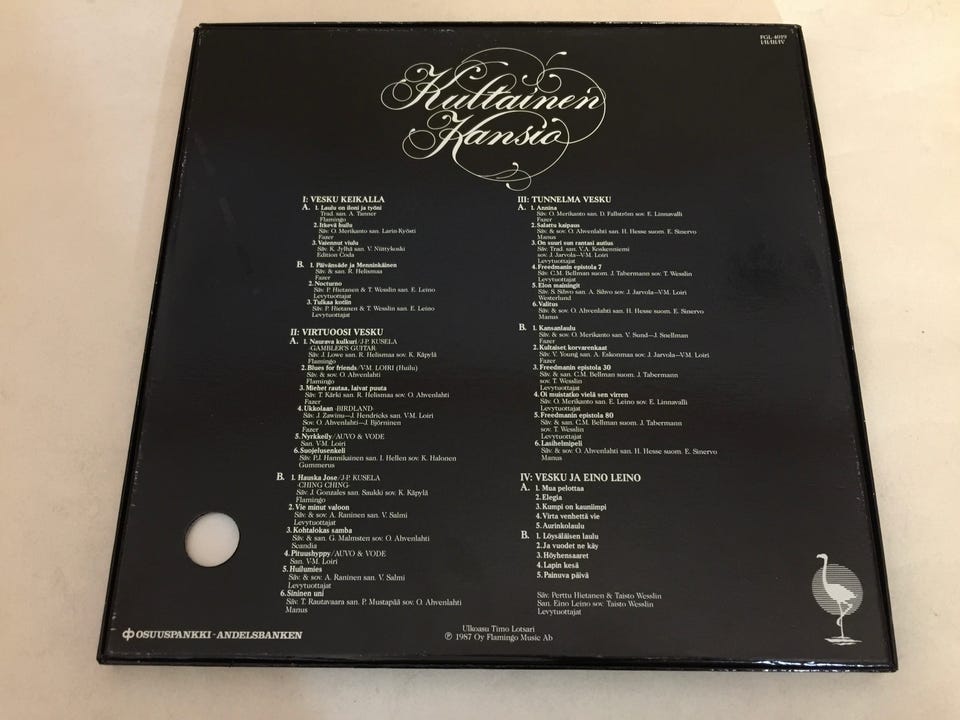 FGL 4019
I/II/III/IV
Kultainen
Kansio
I: VESKU KEIKALLA
A. 1. Laulu on iloni ja työni
Trad. san. A. Tanner
Flamingo
2. Itkevä huilu
Säv. O. Merikanto san. Larin-Kyösti
Fazer
3. Vaiennut viulu
Säv. K. Jylhä san. V. Niittykoski
Edition Coda
B. 1. Päivänsäde ja Menninkäinen
Säv. & san. R. Helismaa
Fazer
2. Nocturno
Säv. P. Hietanen & T. Wesslin san. E. Leino
Levytuottajat
3. Tulkaa kotiin
Säv. P. Hietanen & T. Wesslin san. E. Leino
Levytuottajat
II: VIRTUOOSI VESKU
A. 1. Naurava kulkuri/J-P. KUSELA
-GAMBLER'S GUITAR-
Säv. J. Lowe san. R. Helismaa sov. K. Käpylä
Flamingo
2. Blues for friends/V-M. LOIRI (Huilu)
Säv. & sov. O. Ahvenlahti
Flamingo
3. Miehet rautaa, laivat puuta
Säv. T. Kärki san. R. Helismaa sov. O. Ahvenlahti
Fazer
4. Ukkolaan -BIRDLAND-
Säv. J. Zawinu—J. Hendricks san. V-M. Loiri
Sov. O. Ahvenlahti—J. Björninen
Fazer
5. Nyrkkeily/AUVO & VODE
San. V-M. Loiri
6. Suojelusenkeli
Säv. P.J. Hannikainen san. I. Hellen sov. K. Halonen
Gummerus
B. 1. Hauska Jose/J-P. KUSELA
-CHING CHING-
Säv. J. Gonzales san. Saukki sov. K. Käpylä
Flamingo
2. Vie minut valoon
Säv. & sov. A. Raninen san. V. Salmi
Levytuottajat
3. Kohtalokas samba
Säv. & san. G. Malmsten sov. O. Ahvenlahti
Scandia
4. Pituushyppy/AUVO & VODE
San. V-M. Loiri
5. Huilumies
Säv. & sov. A. Raninen san. V. Salmi
Levytuottajat
6. Sininen uni
Säv. T. Rautavaara san. P. Mustapää sov. O. Ahvenlahti
Manus
III: TUNNELMA VESKU
A. 1. Annina
Säv. O. Merikanto san. D. Fallström sov. E. Linnavalli
Fazer
2. Salattu kaipaus
Säv. & sov. O. Ahvenlahti san. H. Hesse suom. E. Sinervo
Manus
3. On suuri sun rantasi autius
Säv. Trad. san. V.A. Koskenniemi
sov. J. Jarvola—V-M. Loiri
Levytuottajat
4. Freedmanin epistola 7
Säv. C.M. Bellman suom. J. Tabermann sov. T. Wesslin
Levytuottajat
5. Elon mainingit
Säv. S. Sihvo san. A. Sihvo sov. J. Jarvola—V-M. Loiri
Westerlund
6. Valitus
Säv. & sov. O. Ahvenlahti san. H. Hesse suom. E. Sinervo
Manus
B. 1. Kansanlaulu
Säv. & sov. O. Merikanto san. V. Sund—J. Snellman
Fazer
2. Kultaiset korvarenkaat
Säv. V. Young san. A. Eskonmaa sov. J. Jarvola—V-M. Loiri
Fazer
3. Freedmanin epistola 30
Säv. & san. C.M. Bellman suom. J. Tabermann
sov. T. Wesslin
Levytuottajat
4. Oi muistatko vielä sen virren
Säv. O. Merikanto san. E. Leino sov. E. Linnavalli
Levytuottajat
5. Freedmanin epistola 80
Säv. & san. C.M. Bellman suom. J. Tabermann
sov. T. Wesslin
Levytuottajat
6. Lasihelmipeli
Säv. & sov. O. Ahvenlahti san. H. Hesse suom. E. Sinervo
Manus
IV: VESKU JA EINO LEINO
A. 1. Mua pelottaa
2. Elegia
3. Kumpi on kauniimpi
4. Virta venhettä vie
5. Aurinkolaulu
B. 1. Löysäläisen laulu
2. Ja vuodet ne käy
3. Höyhensaaret
4. Lapin kesä
5. Painuva päivä
Säv. Perttu Hietanen & Taisto Wesslin
San. Eino Leino sov. Taisto Wesslin
Levytuottajat
OSUUSPANKKI-ANDELSBANKEN
Ulkoasu Timo Lotsari
℗ 1987 Oy Flamingo Music Ab